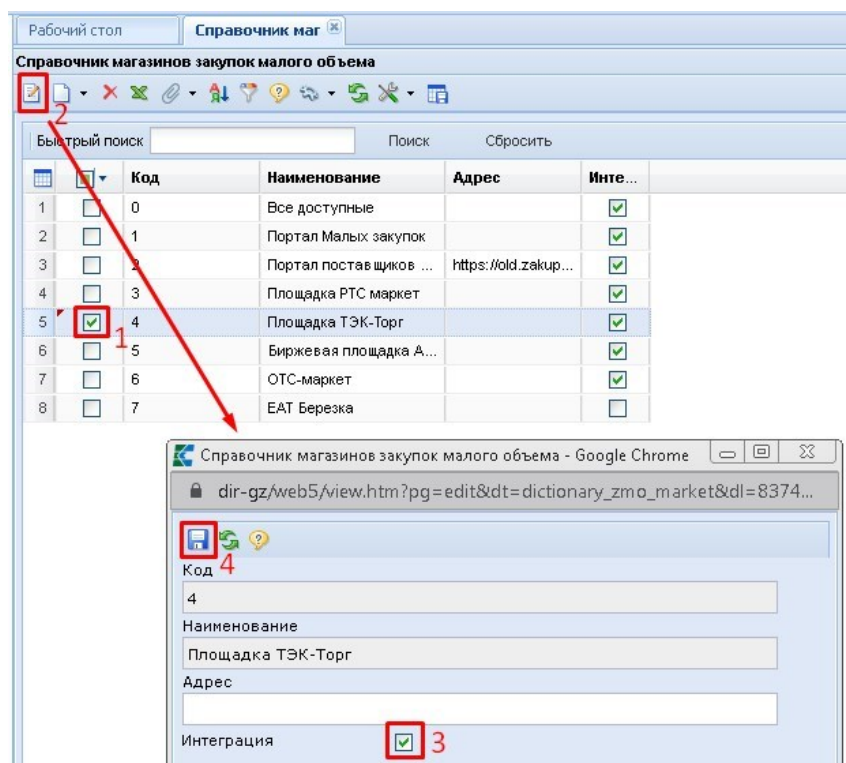 Рабочий стол Справочник маг
Справочник магазинов закупок малого объема
2
Быстрый поиск Поиск Сбросить
Код Наименование Адрес Инте...
1 0 Все доступные
2 1 Портал Малых закупок
3 2 Портал поставщиков ... https://old.zakup...
4 3 Площадка РТС маркет
5 1 4 Площадка ТЭК-Торг
6 5 Биржевая площадка А...
7 6 ОТС-маркет
8 7 ЕАТ Березка
Справочник магазинов закупок малого объема - Google Chrome
dir-gz/web5/view.htm?pg=edit&dt=dictionary_zmo_market&dl=8374...
4
Код
4
Наименование
Площадка ТЭК-Торг
Адрес
Интеграция 3